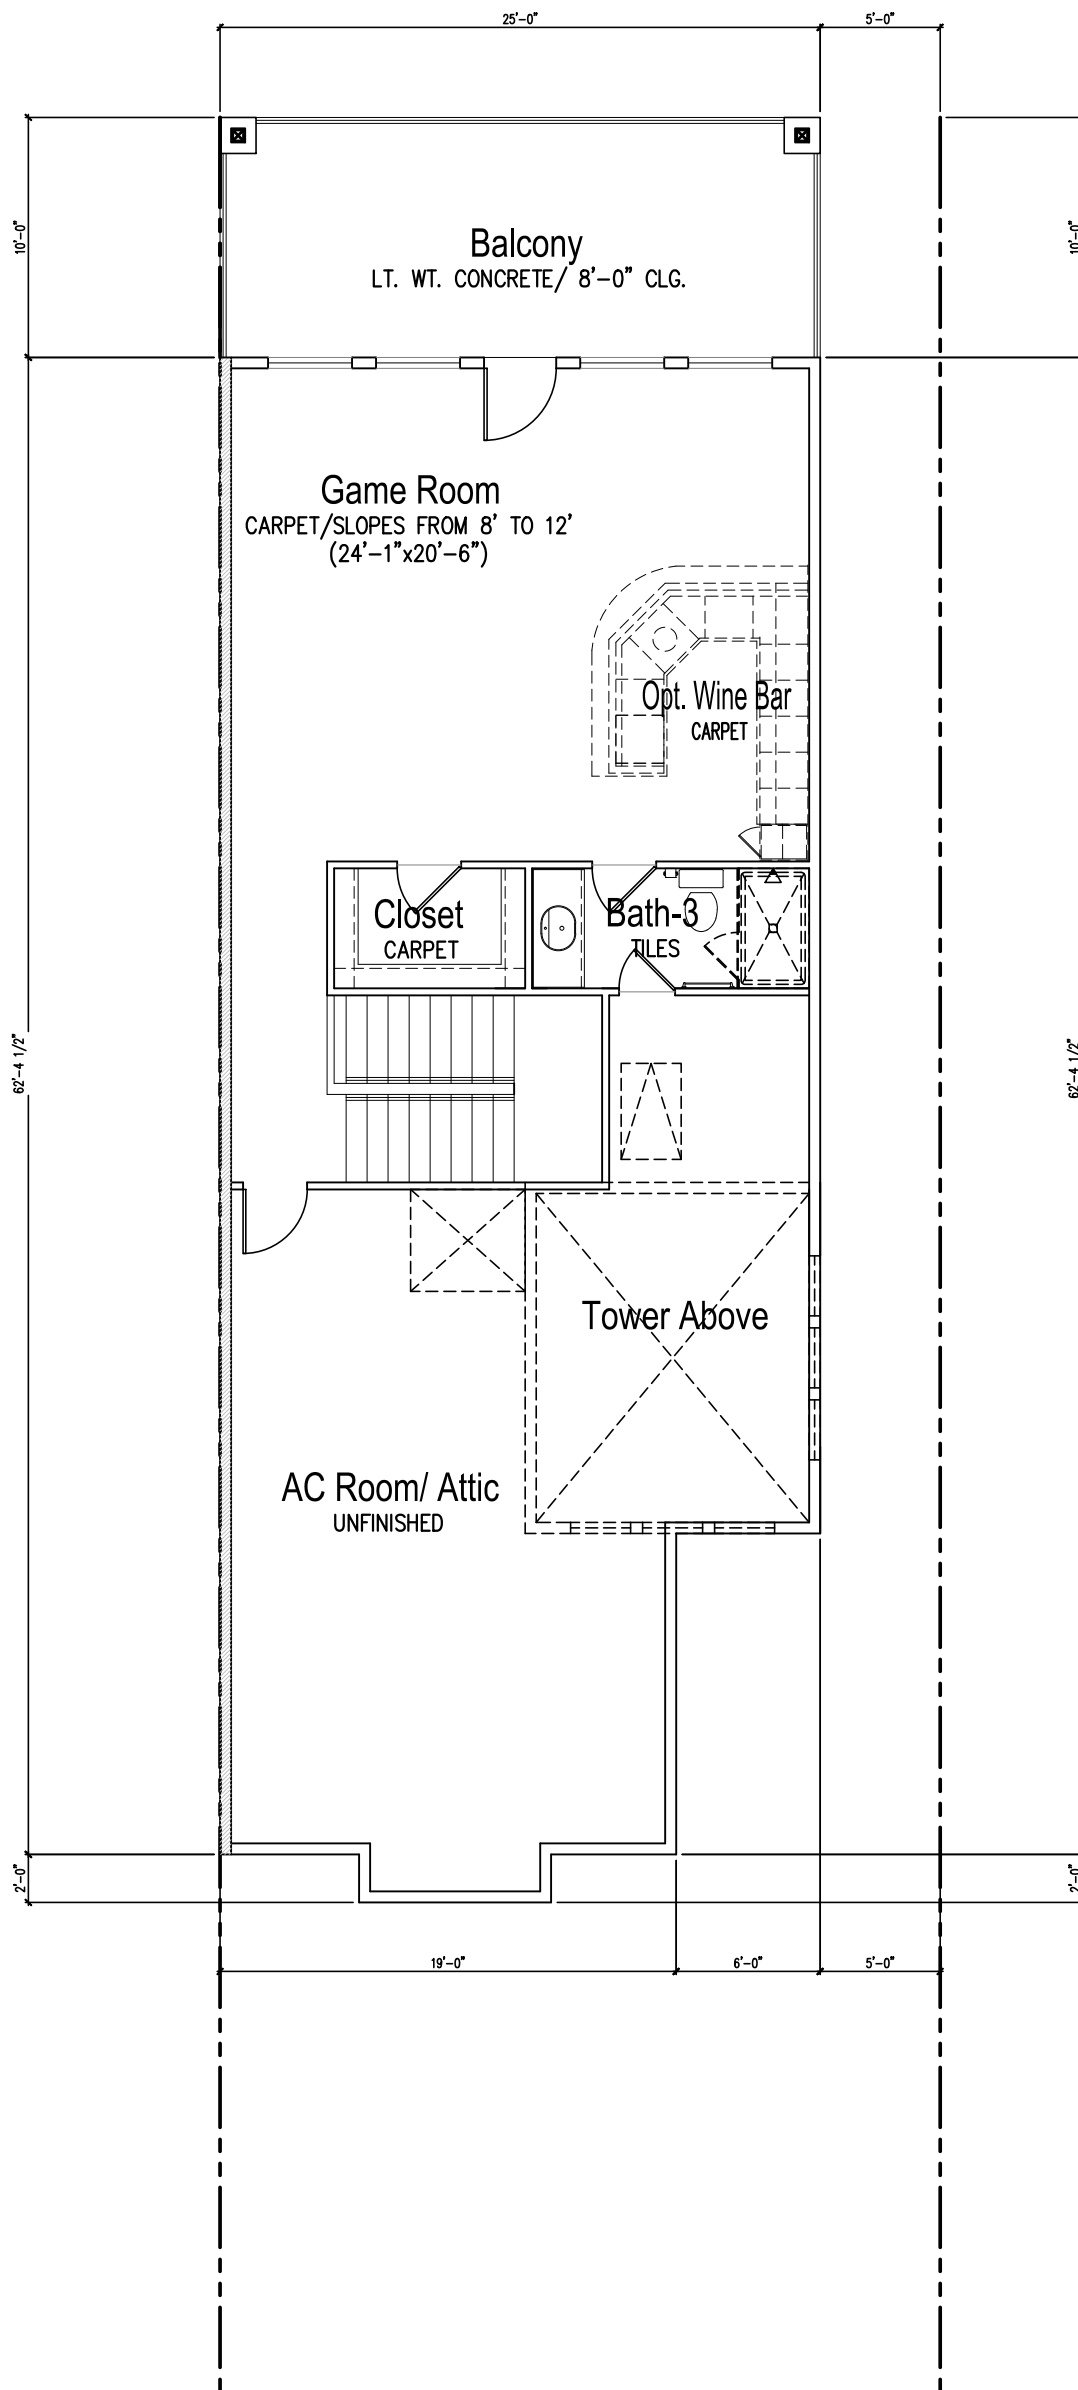 25'-0"
5'-0"
10'-0"
10'-0"
Balcony
LT. WT. CONCRETE/ 8'-0" CLG.
Game Room
CARPET/SLOPES FROM 8' TO 12'
(24'-1"x20'-6")
Opt. Wine Bar
CARPET
Closet
CARPET
Bath-3
TILES
62'-4 1/2"
62'-4 1/2"
Tower Above
AC Room/ Attic
UNFINISHED
2'-0"
2'-0"
19'-0"
6'-0"
5'-0"